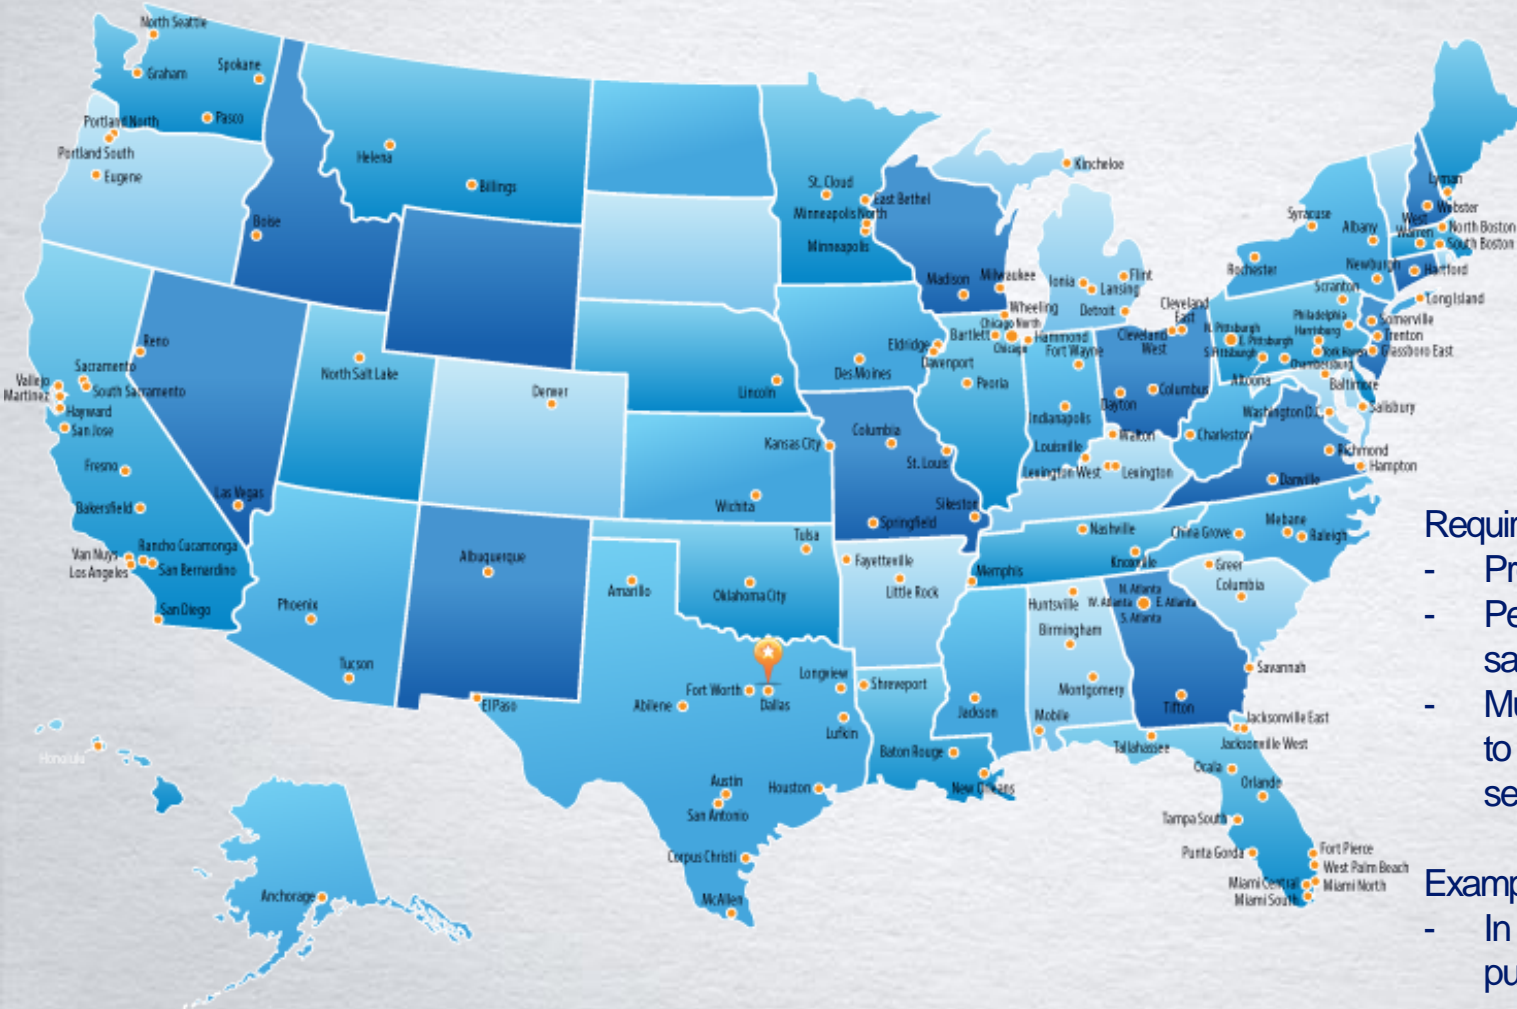 North Seattle
Spokane
Graham
Pasco
Portland North
Portland South
Eugene
Helena
Billings
Boise
St. Cloud
East Bethel
Minneapolis North
Minneapolis
Kincheloe
Madison
Milwaukee
Ionia
Flint
Lansing
Detroit
Wheeling
Chicago North
Bartlett
Chicago
Hammond
Fort Wayne
Cleveland
East
Cleveland
West
Lyman
Webster
West
Warren
North Boston
South Boston
Syracuse
Albany
Rochester
Newburgh
Hartford
Scranton
Long Island
Philadelphia
Harrisburg
Somerville
Trenton
Glassboro East
N. Pittsburgh
E. Pittsburgh
S. Pittsburgh
York Haven
Chambersburg
Altoona
Baltimore
Washington D.C.
Salisbury
Reno
Sacramento
South Sacramento
Vallejo
Martinez
Hayward
San Jose
Fresno
Bakersfield
Las Vegas
Van Nuys
Los Angeles
Rancho Cucamonga
San Bernardino
San Diego
North Salt Lake
Denver
Lincoln
Des Moines
Eldridge
Davenport
Peoria
Indianapolis
Dayton
Columbus
Kansas City
Columbia
St. Louis
Louisville
Walton
Charleston
Lexington West
Lexington
Richmond
Hampton
Danville
Wichita
Springfield
Sikeston
Tulsa
Nashville
China Grove
Mebane
Raleigh
Albuquerque
Phoenix
Tucson
Amarillo
Oklahoma City
Fayetteville
Little Rock
Memphis
Knoxville
Greer
Columbia
Huntsville
Birmingham
Montgomery
Mobile
N. Atlanta
W. Atlanta
E. Atlanta
S. Atlanta
Savannah
Tifton
El Paso
Abilene
Fort Worth
Dallas
Longview
Lufkin
Shreveport
Jackson
Baton Rouge
New Orleans
Austin
San Antonio
Houston
Corpus Christi
McAllen
Tallahassee
Jacksonville East
Jacksonville West
Ocala
Orlando
Tampa South
Punta Gorda
Fort Pierce
West Palm Beach
Miami Central
Miami North
Miami South
Honolulu
Anchorage
Requir
- Pr
- Pe
sa
- Mu
to
se
Examp
- In
pu